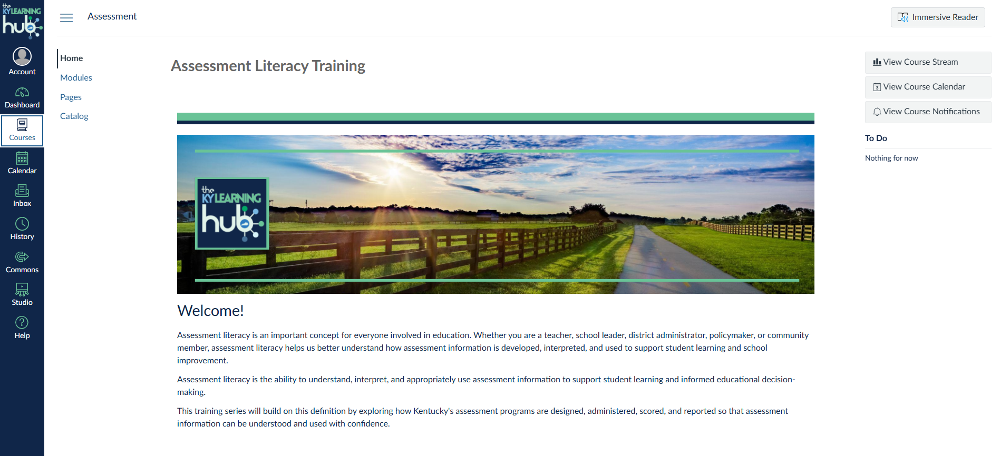 the
KYLEARNING
hub
Account
Dashboard
Courses
Calendar
Inbox
History
Commons
Studio
Help
Assessment
Immersive Reader
Home
Modules
Pages
Catalog
Assessment Literacy Training
the
KYLEARNING
hub
Welcome!
Assessment literacy is an important concept for everyone involved in education. Whether you are a teacher, school leader, district administrator, policymaker, or community
member, assessment literacy helps us better understand how assessment information is developed, interpreted, and used to support student learning and school
improvement.
Assessment literacy is the ability to understand, interpret, and appropriately use assessment information to support student learning and informed educational decision-
making.
This training series will build on this definition by exploring how Kentucky's assessment programs are designed, administered, scored, and reported so that assessment
information can be understood and used with confidence.
View Course Stream
3 View Course Calendar
View Course Notifications
To Do
Nothing for now